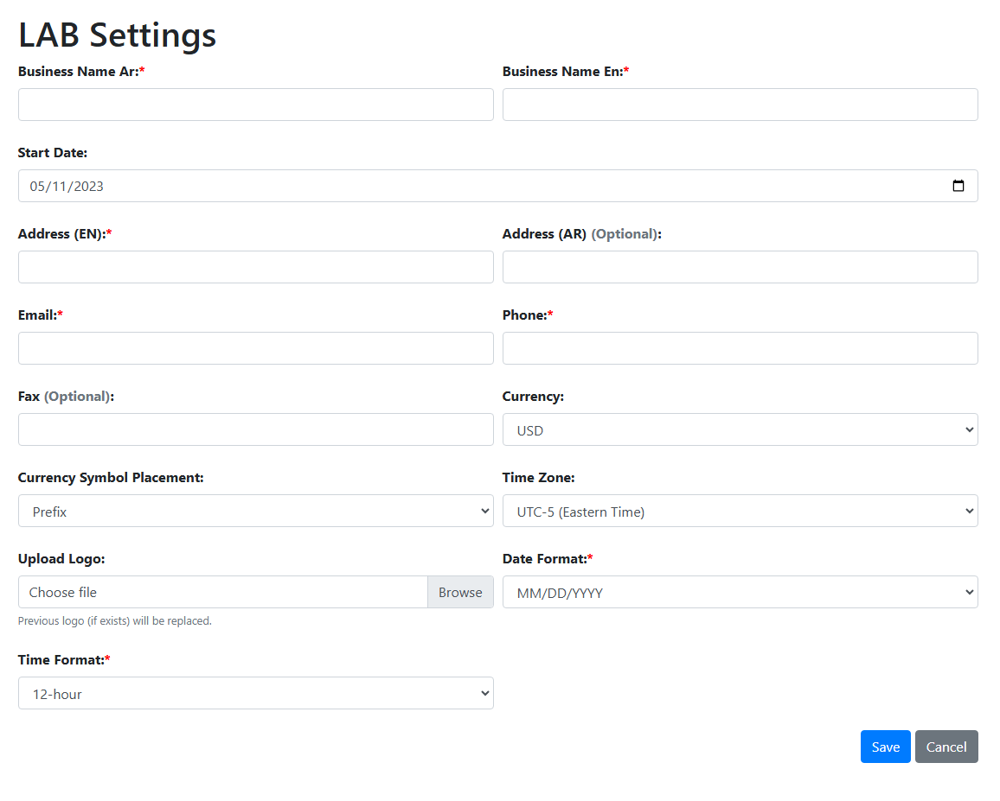 LAB Settings
Business Name Ar:* Business Name En:*
Start Date:
05/11/2023
Address (EN):* Address (AR) (Optional):
Email:* Phone:*
Fax (Optional): Currency:
USD
Currency Symbol Placement: Time Zone:
Prefix UTC-5 (Eastern Time)
Upload Logo: Date Format:*
Choose file Browse MM/DD/YYYY
Previous logo (if exists) will be replaced.
Time Format:*
12-hour
Save Cancel